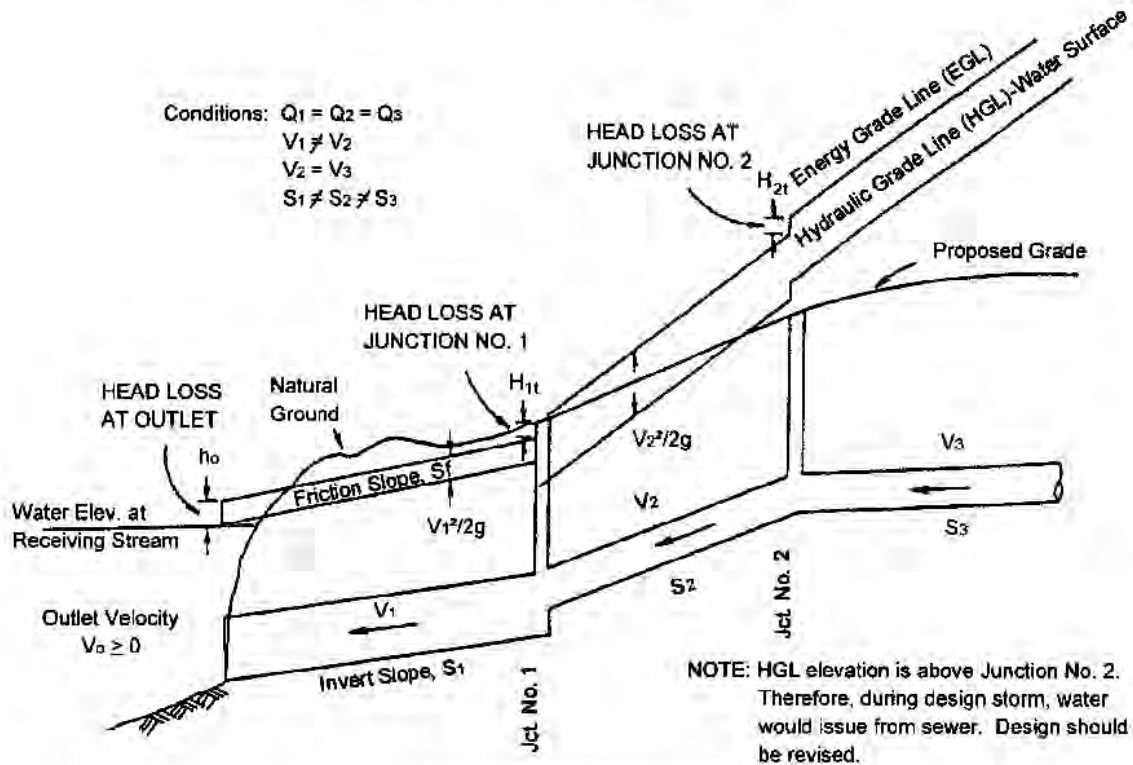 Conditions: Q1 = Q2 = Q3
V1 ≠ V2
V2 = V3
S1 ≠ S2 ≠ S3
HEAD LOSS AT
JUNCTION NO. 2
H2t
Energy Grade Line (EGL)
Hydraulic Grade Line (HGL)-Water Surface
Proposed Grade
HEAD LOSS AT
JUNCTION NO. 1
H1t
Natural
Ground
HEAD LOSS
AT OUTLET
ho
Friction Slope, Sf
V1²/2g
V2²/2g
Water Elev. at
Receiving Stream
V3
S3
V2
S2
Outlet Velocity
Vo ≥ 0
V1
Invert Slope, S1
Jct. No. 1
Jct. No. 2
NOTE: HGL elevation is above Junction No. 2.
Therefore, during design storm, water
would issue from sewer. Design should
be revised.